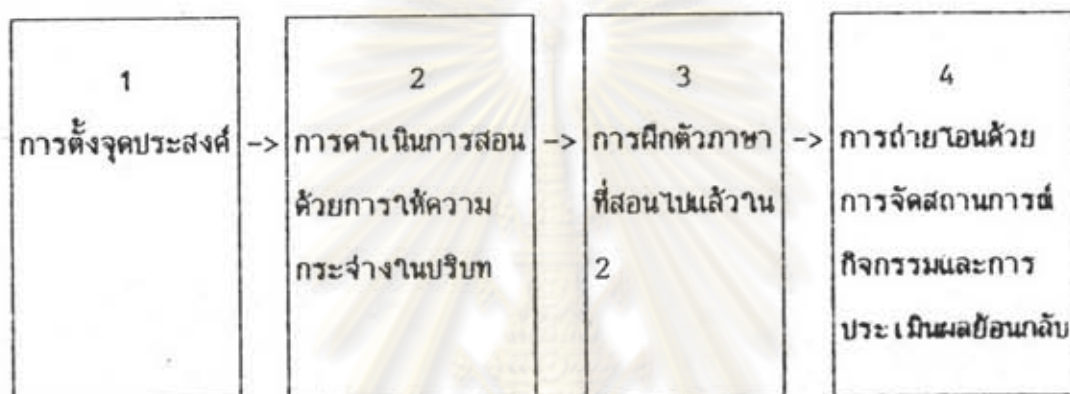 1
การตั้งจุดประสงค์
->
2
การดำเนินการสอน
ด้วยการให้ความ
กระจ่างในปริบท
->
3
การฝึกตัวภาษา
ที่สอนไปแล้วใน
2
->
4
การถ่ายโอนด้วย
การจัดสถานการณ์
กิจกรรมและการ
ประเมินผลย้อนกลับ